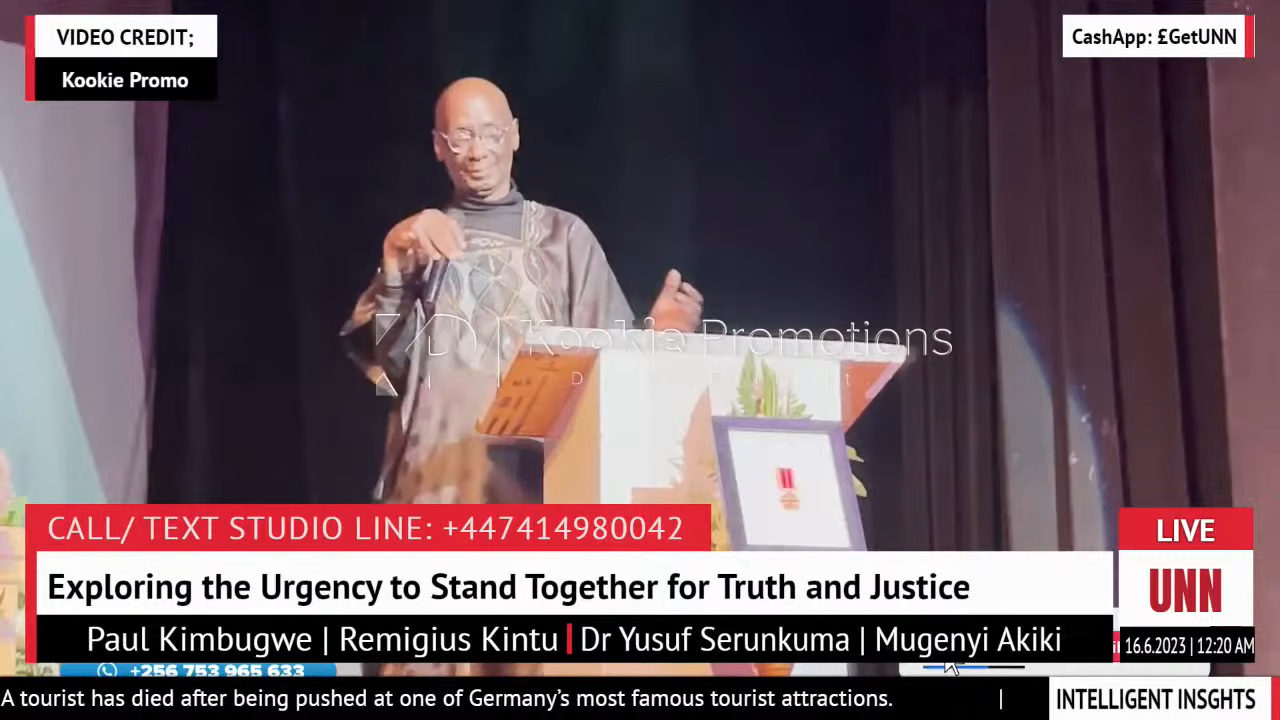 VIDEO CREDIT;
Kookie Promo
CashApp: £GetUNN
Kookie Promotions
CALL/ TEXT STUDIO LINE: +447414980042
LIVE
Exploring the Urgency to Stand Together for Truth and Justice
UNN
Paul Kimbugwe | Remigius Kintu | Dr Yusuf Serunkuma | Mugenyi Akiki
16.6.2023 | 12:20 AM
+256 753 965 633
A tourist has died after being pushed at one of Germany’s most famous tourist attractions. |
INTELLIGENT INSGHTS